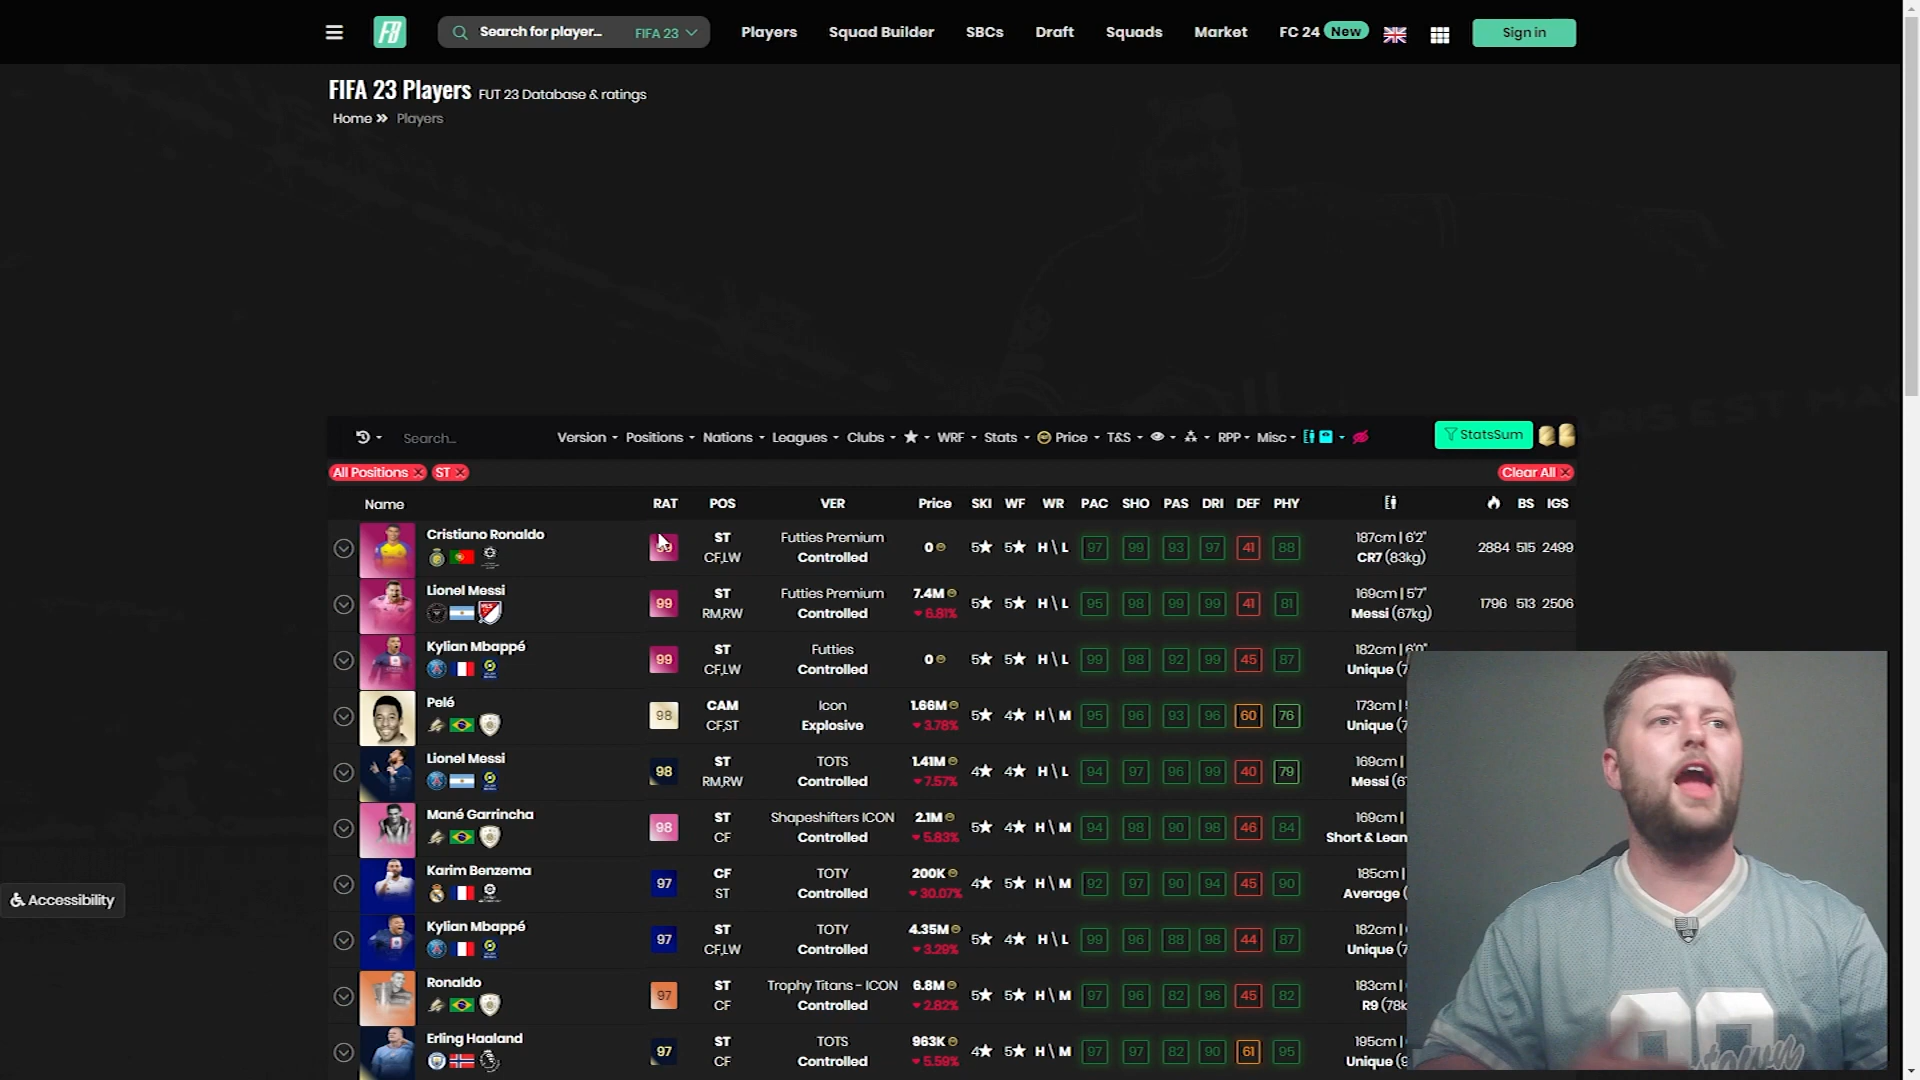 FB Search for player... FIFA 23 Players Squad Builder SBCs Draft Squads Market FC 24 New Sign in
FIFA 23 Players FUT 23 Database & ratings
Home » Players
Search... Version Positions Nations Leagues Clubs WRF Stats Price T&S RPP Misc StatsSum
All Positions × ST × Clear All ×
Name RAT POS VER Price SKI WF WR PAC SHO PAS DRI DEF PHY BS IGS
Cristiano Ronaldo ST Futties Premium 187cm | 6'2"
99 0 5★ 5★ H \ L 97 99 93 97 41 88 2884 515 2499
CF,LW Controlled CR7 (83kg)
Lionel Messi ST Futties Premium 7.4M 169cm | 5'7"
99 5★ 5★ H \ L 95 98 99 99 41 81 1796 513 2506
RM,RW Controlled 6.81% Messi (67kg)
Kylian Mbappé ST Futties 182cm | 6'0"
99 0 5★ 5★ H \ L 99 98 92 99 45 87
CF,LW Controlled Unique (7
Pelé CAM Icon 1.66M 173cm |
98 5★ 4★ H \ M 95 96 93 96 60 76
CF,ST Explosive 3.78% Unique (7
Lionel Messi ST TOTS 1.41M 169cm |
98 4★ 4★ H \ L 94 97 96 99 40 79
RM,RW Controlled 7.57% Messi (6
Mané Garrincha ST Shapeshifters ICON 2.1M 169cm |
98 5★ 4★ H \ M 94 98 90 98 46 84
CF Controlled 5.83% Short & Lean
Karim Benzema CF TOTY 200K 185cm |
97 4★ 5★ H \ M 92 97 90 94 45 90
ST Controlled 30.07% Average (
Kylian Mbappé ST TOTY 4.35M 182cm |
97 5★ 4★ H \ L 99 96 88 98 44 87
CF,LW Controlled 3.29% Unique (7
Ronaldo ST Trophy Titans - ICON 6.8M 183cm |
97 5★ 5★ H \ M 97 96 82 96 45 82
CF Controlled 2.82% R9 (78k
Erling Haaland ST TOTS 963K 195cm |
97 4★ 5★ H \ M 97 97 82 90 61 95
CF Controlled 5.59% Unique (9
Accessibility